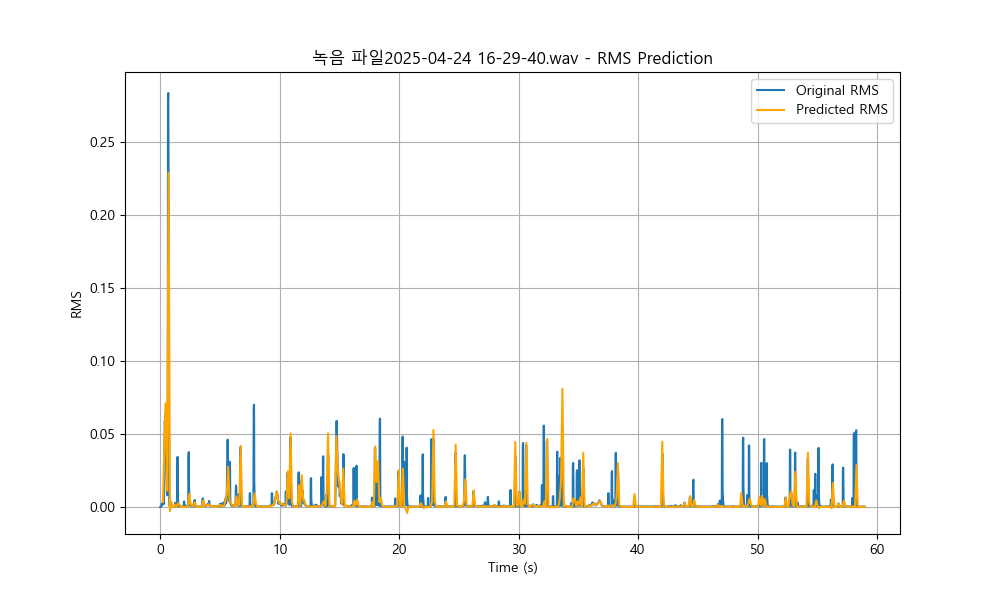 녹음 파일2025-04-24 16-29-40.wav - RMS Prediction
Original RMS
Predicted RMS
0.25
0.20
0.15
0.10
0.05
0.00
RMS
0 10 20 30 40 50 60
Time (s)